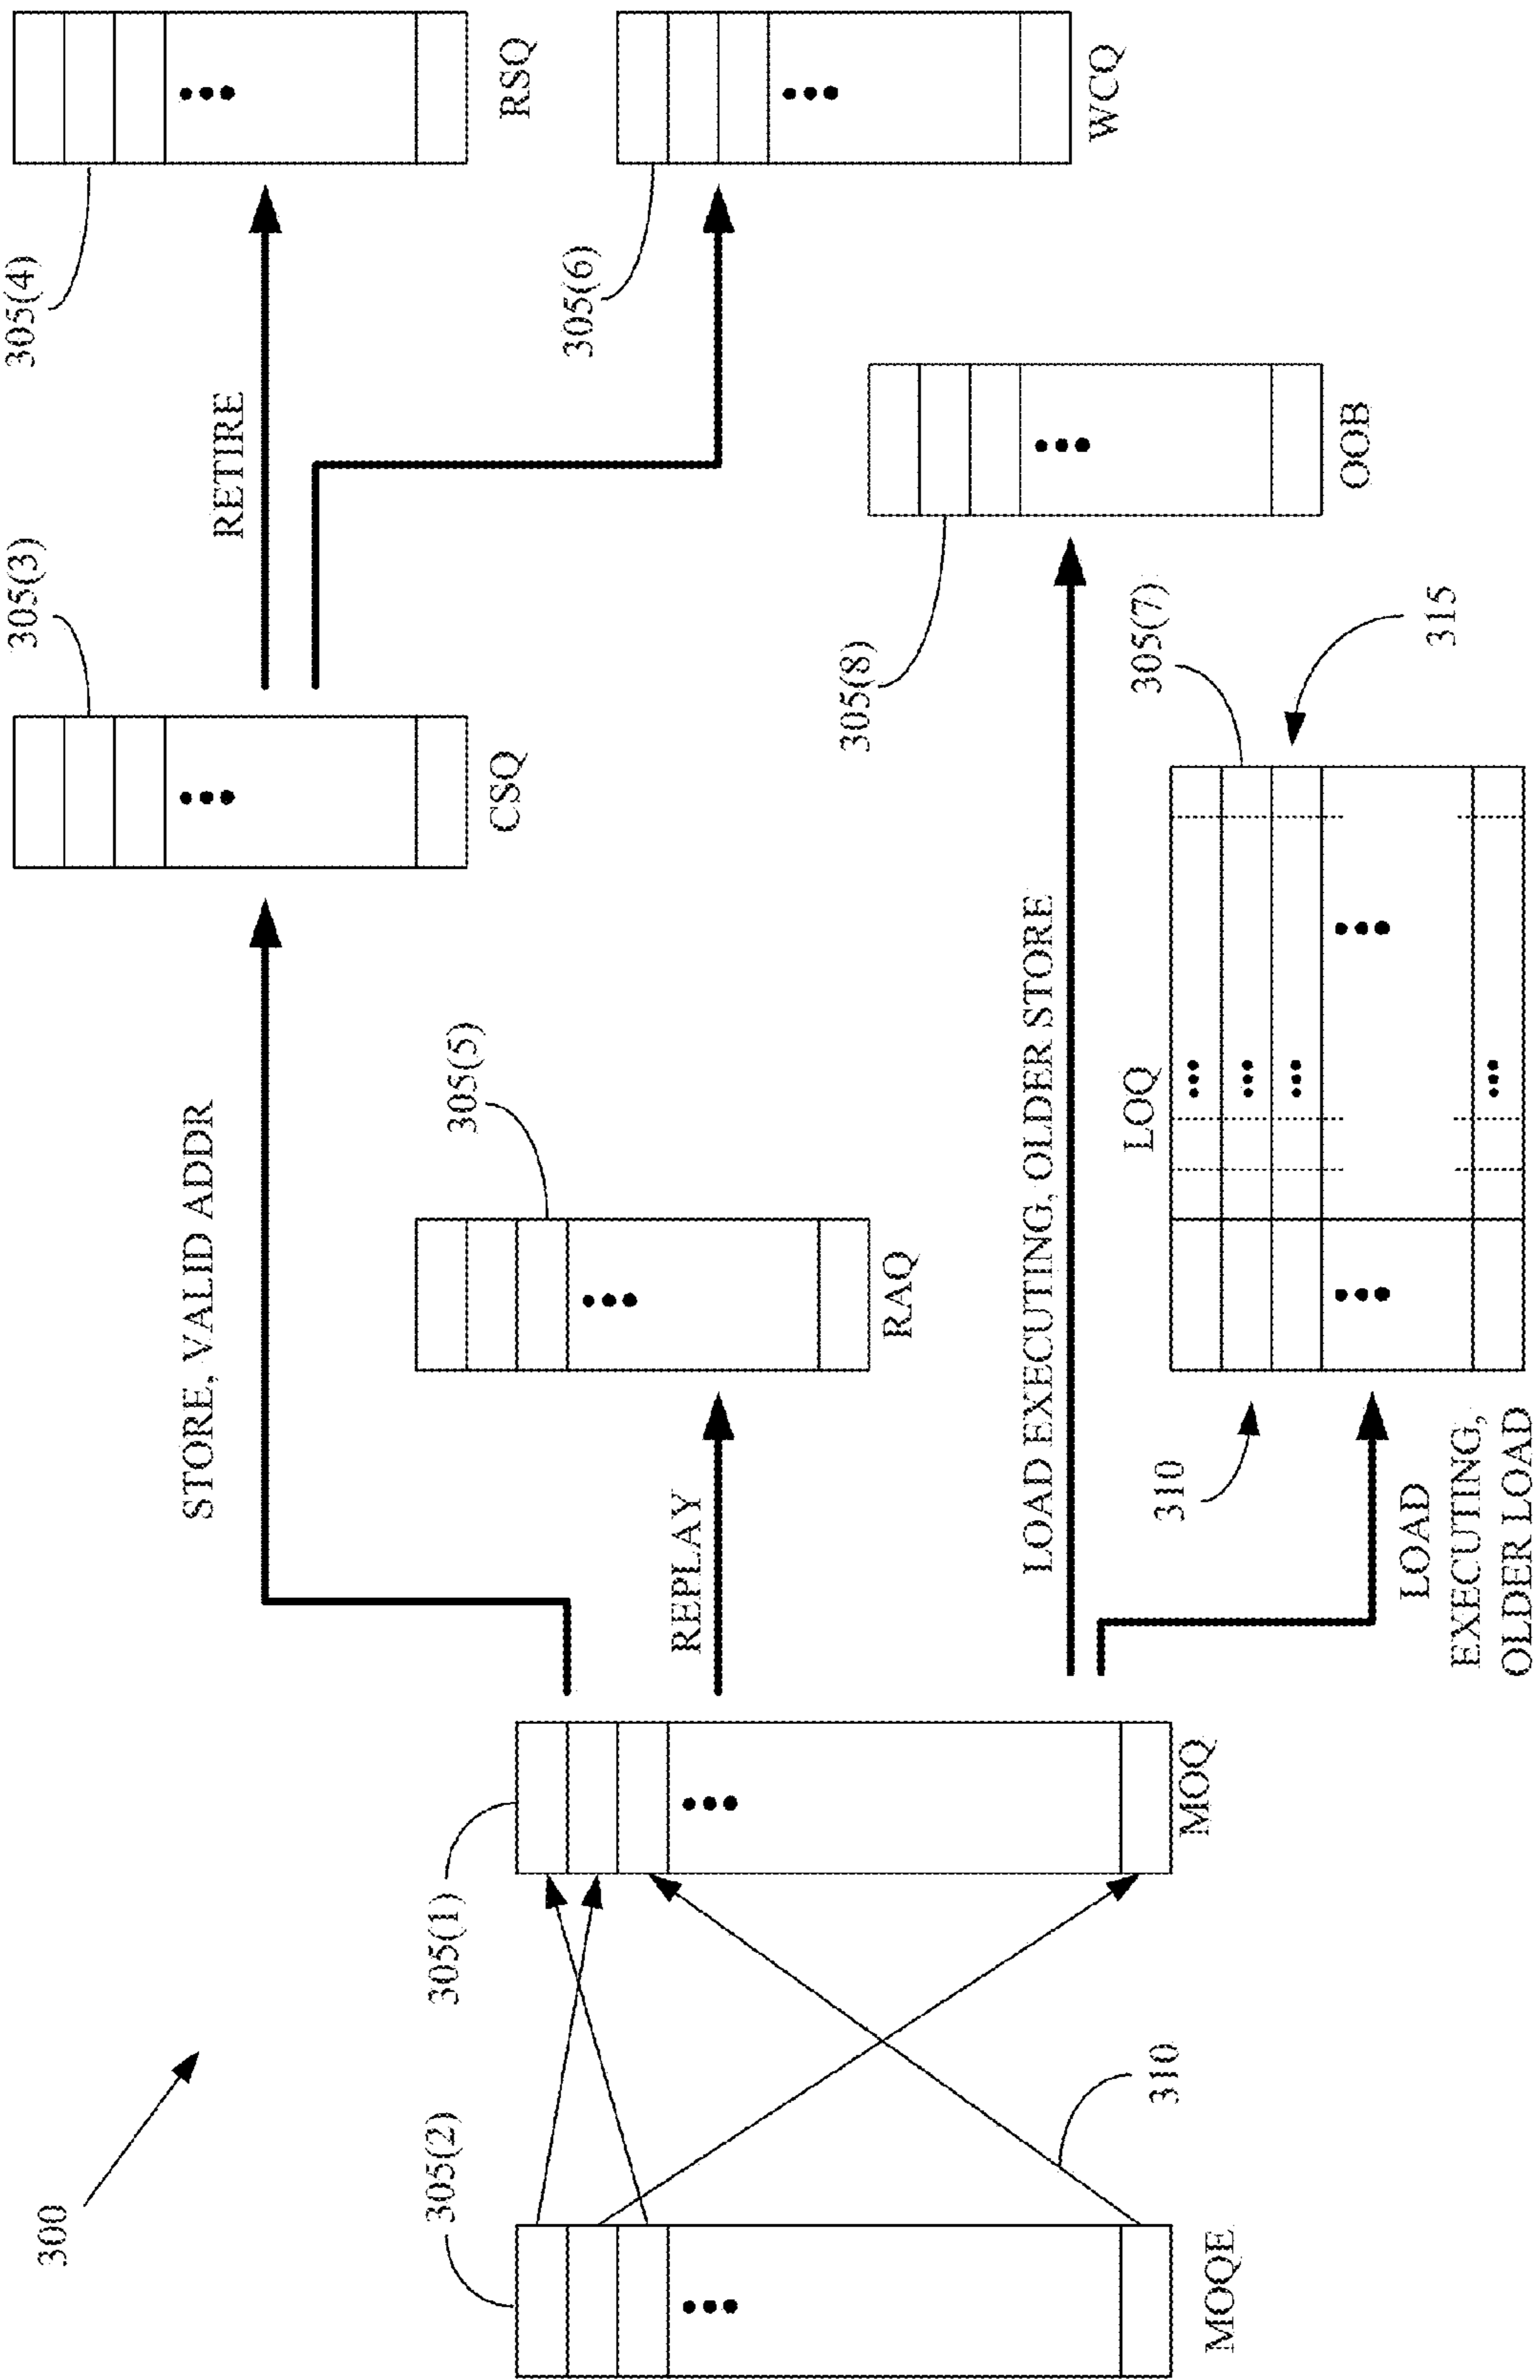 300
305(3)
305(4)
STORE, VALID ADDR
RETIRE
305(2)
305(1)
305(5)
CSQ
RSQ
305(6)
REPLAY
305(8)
RAQ
LOAD EXECUTING, OLDER STORE
WCQ
LOQ
305(7)
310
310
MOQE
MOQ
OOB
315
LOAD
EXECUTING,
OLDER LOAD